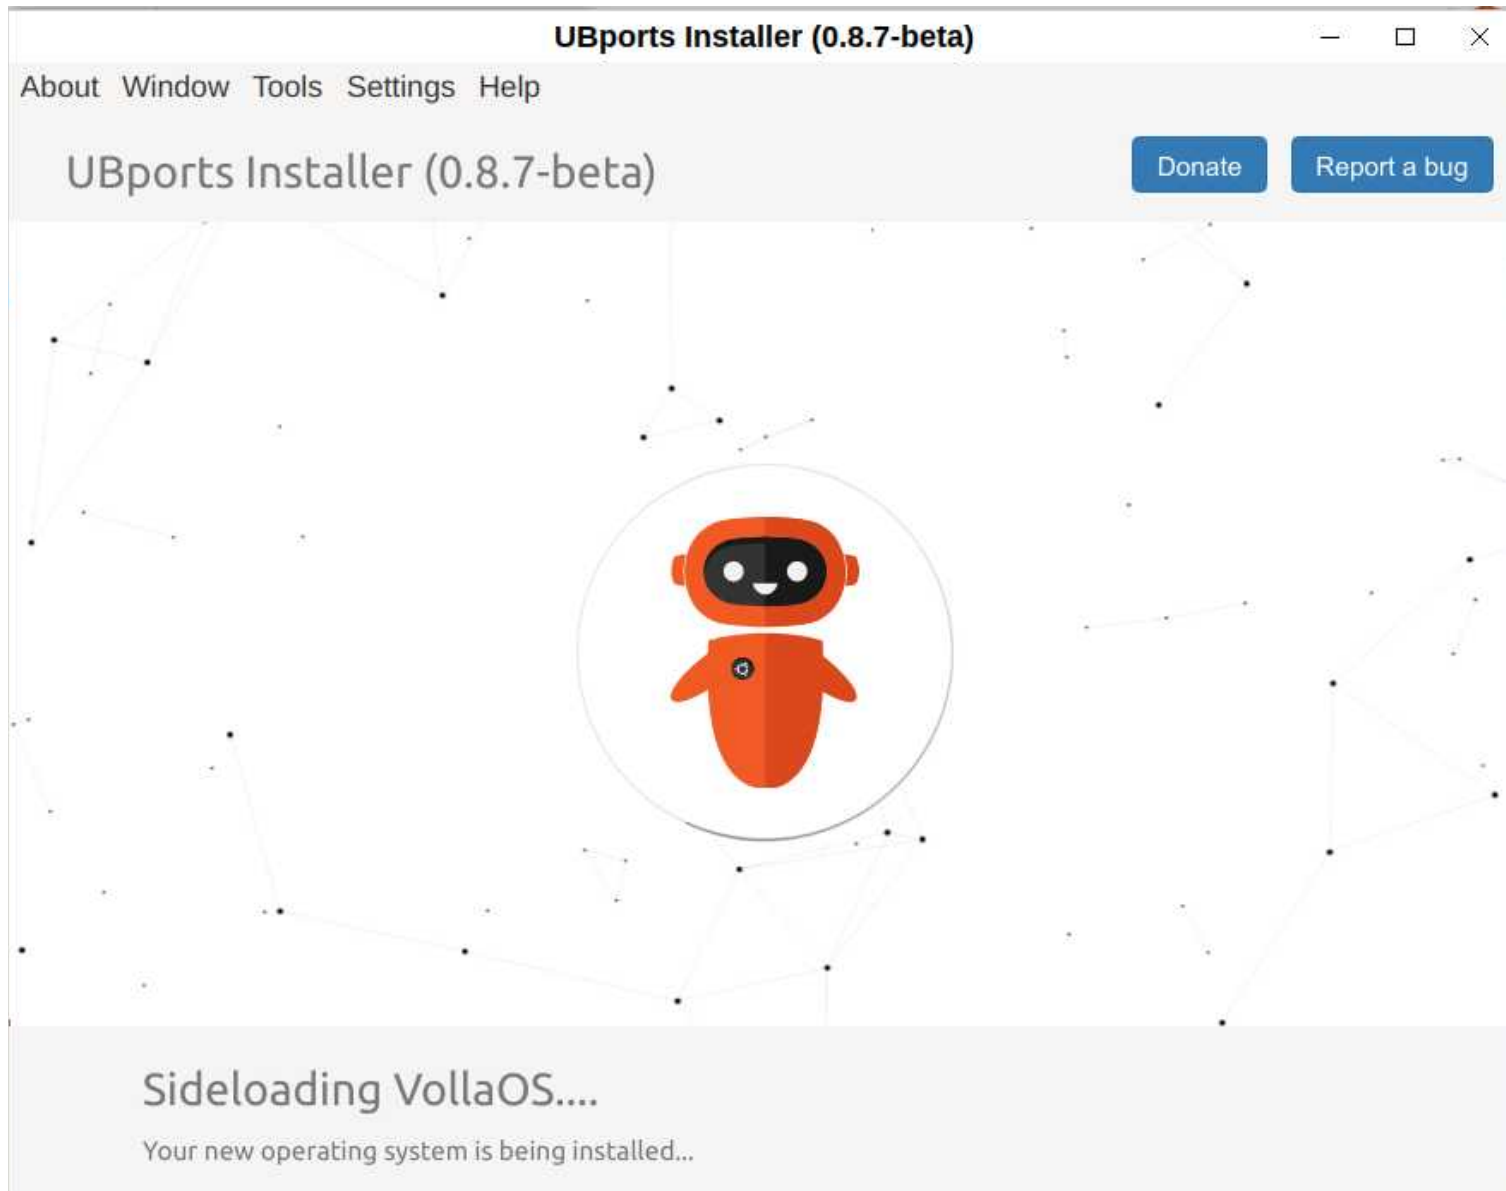 UBports Installer (0.8.7-beta)
About Window Tools Settings Help
UBports Installer (0.8.7-beta)
Donate
Report a bug
Sideloading VollaOS....
Your new operating system is being installed...